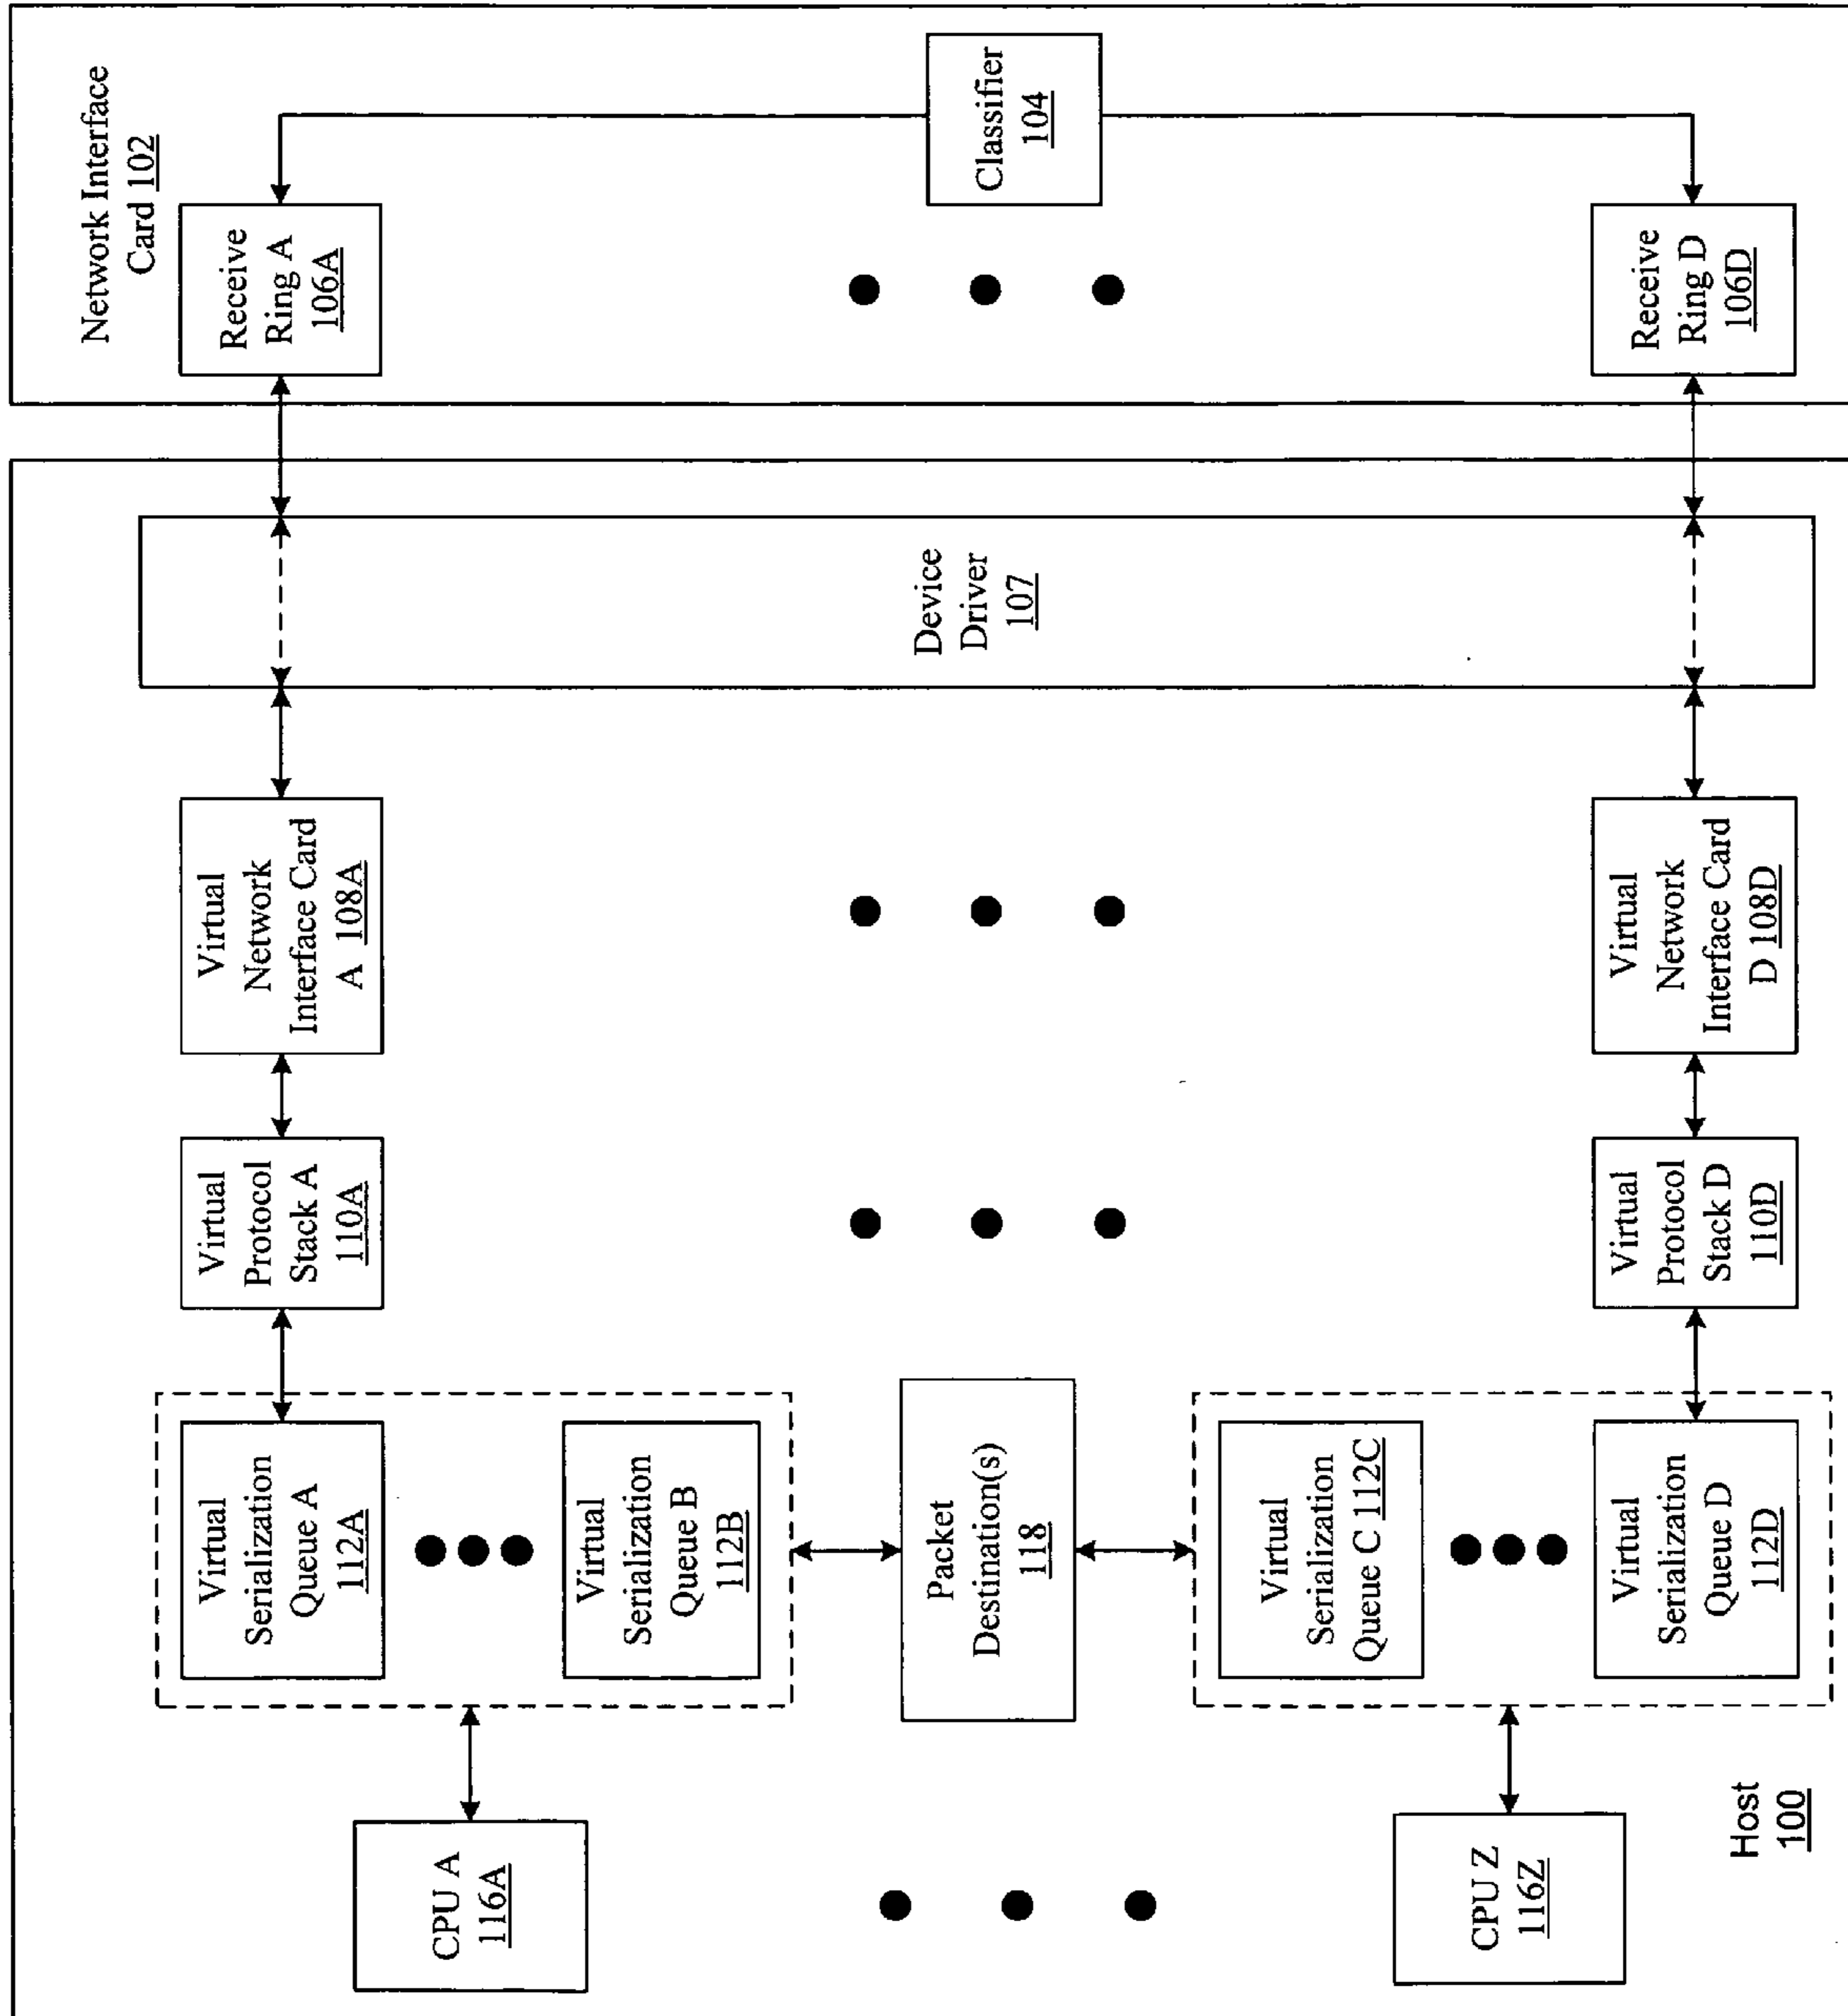 Network Interface
Card 102
Classifier
104
Receive
Ring A
106A
Receive
Ring D
106D
Device
Driver
107
Virtual
Network
Interface Card
A 108A
Virtual
Network
Interface Card
D 108D
Virtual
Protocol
Stack A
110A
Virtual
Protocol
Stack D
110D
Virtual
Serialization
Queue A
112A
Virtual
Serialization
Queue B
112B
Packet
Destination(s)
118
Virtual
Serialization
Queue C 112C
Virtual
Serialization
Queue D
112D
CPU A
116A
CPU Z
116Z
Host
100